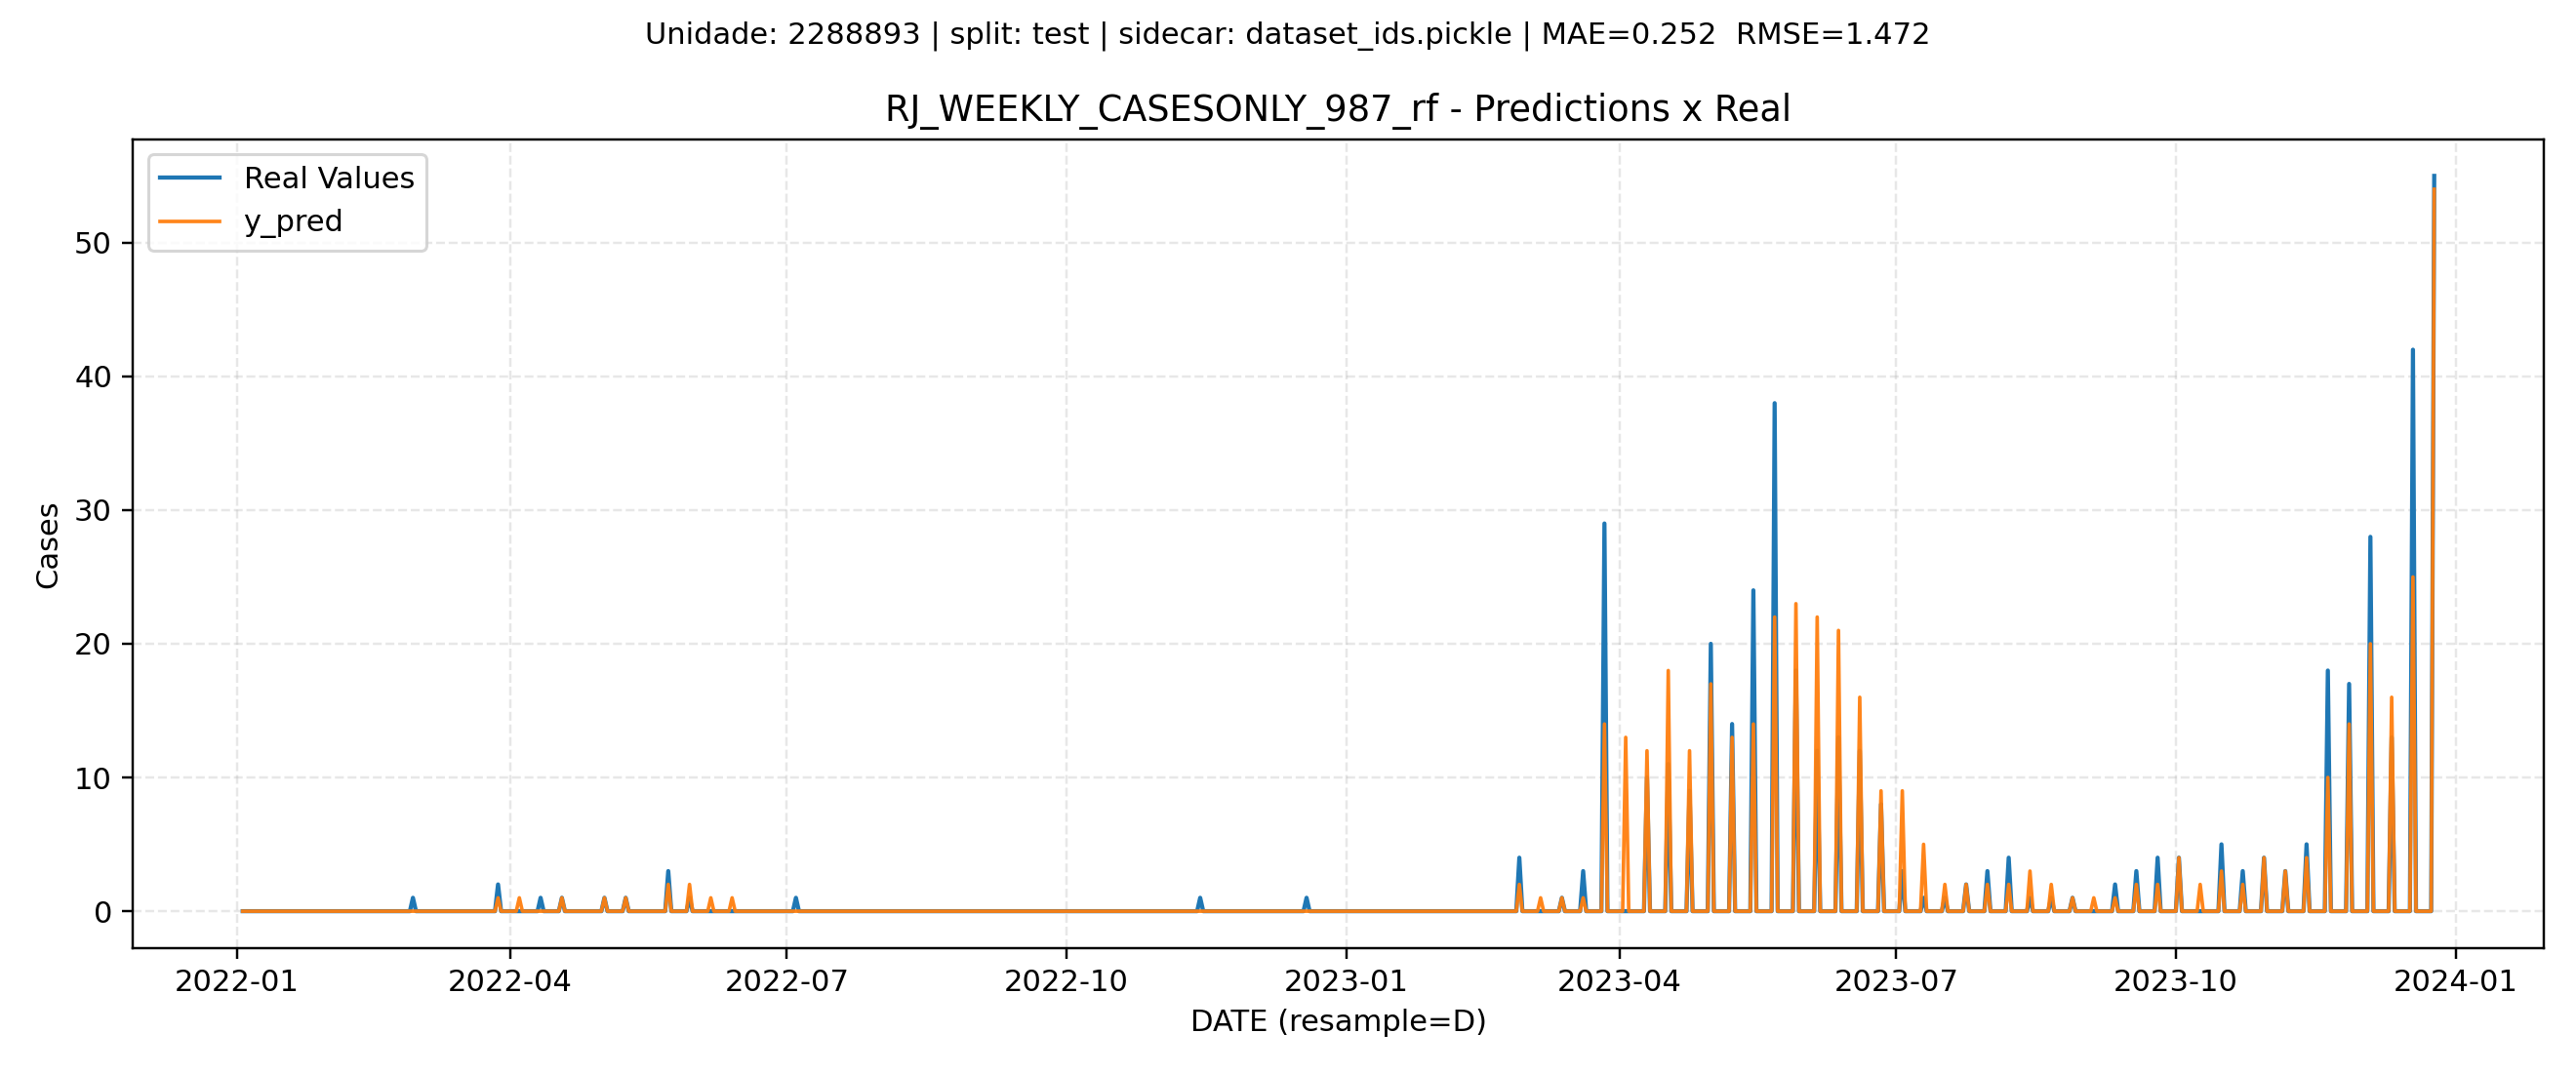 Unidade: 2288893 | split: test | sidecar: dataset_ids.pickle | MAE=0.252  RMSE=1.472
RJ_WEEKLY_CASESONLY_987_rf - Predictions x Real
Real Values
y_pred
50
40
30
20
10
0
Cases
2022-01
2022-04
2022-07
2022-10
2023-01
2023-04
2023-07
2023-10
2024-01
DATE (resample=D)